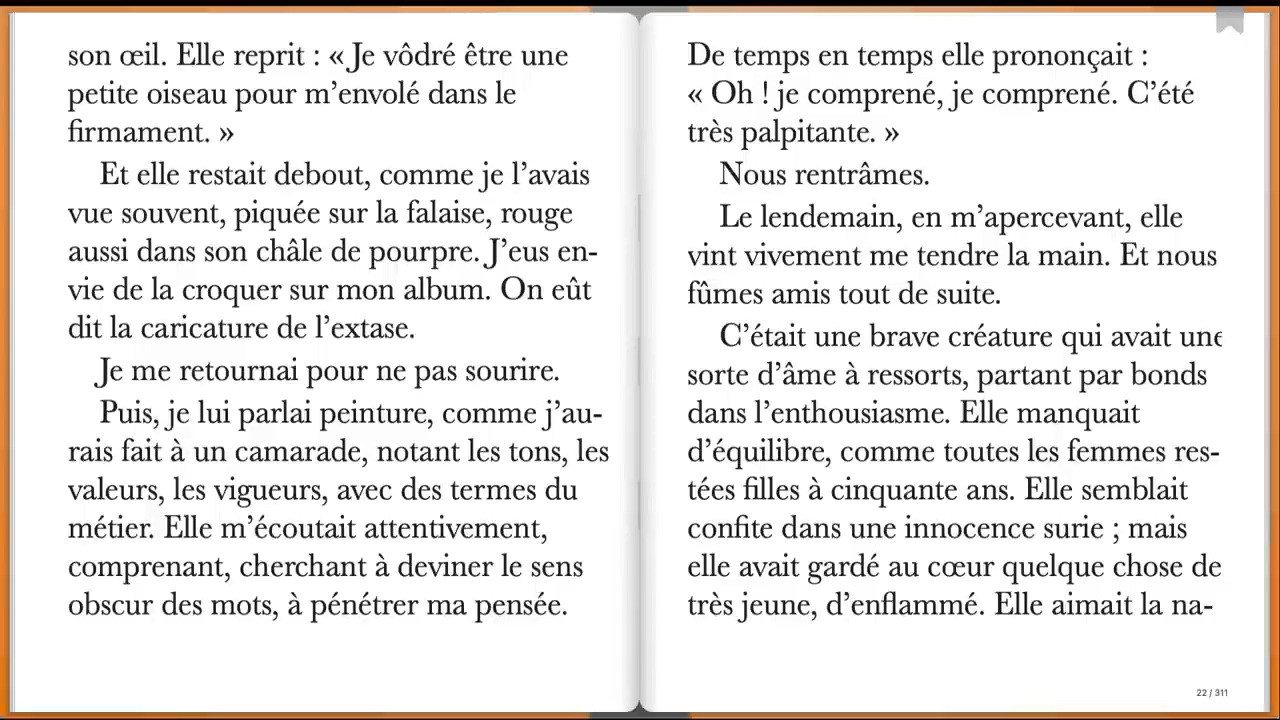 son œil. Elle reprit : « Je vôdré être une
petite oiseau pour m’envolé dans le
firmament. »
Et elle restait debout, comme je l’avais
vue souvent, piquée sur la falaise, rouge
aussi dans son châle de pourpre. J’eus en-
vie de la croquer sur mon album. On eût
dit la caricature de l’extase.
Je me retournai pour ne pas sourire.
Puis, je lui parlai peinture, comme j’au-
rais fait à un camarade, notant les tons, les
valeurs, les vigueurs, avec des termes du
métier. Elle m’écoutait attentivement,
comprenant, cherchant à deviner le sens
obscur des mots, à pénétrer ma pensée.
De temps en temps elle prononçait :
« Oh ! je comprené, je comprené. C’été
très palpitante. »
Nous rentrâmes.
Le lendemain, en m’apercevant, elle
vint vivement me tendre la main. Et nous
fûmes amis tout de suite.
C’était une brave créature qui avait une
sorte d’âme à ressorts, partant par bonds
dans l’enthousiasme. Elle manquait
d’équilibre, comme toutes les femmes res-
tées filles à cinquante ans. Elle semblait
confite dans une innocence surie ; mais
elle avait gardé au cœur quelque chose de
très jeune, d’enflammé. Elle aimait la na-
22 / 311